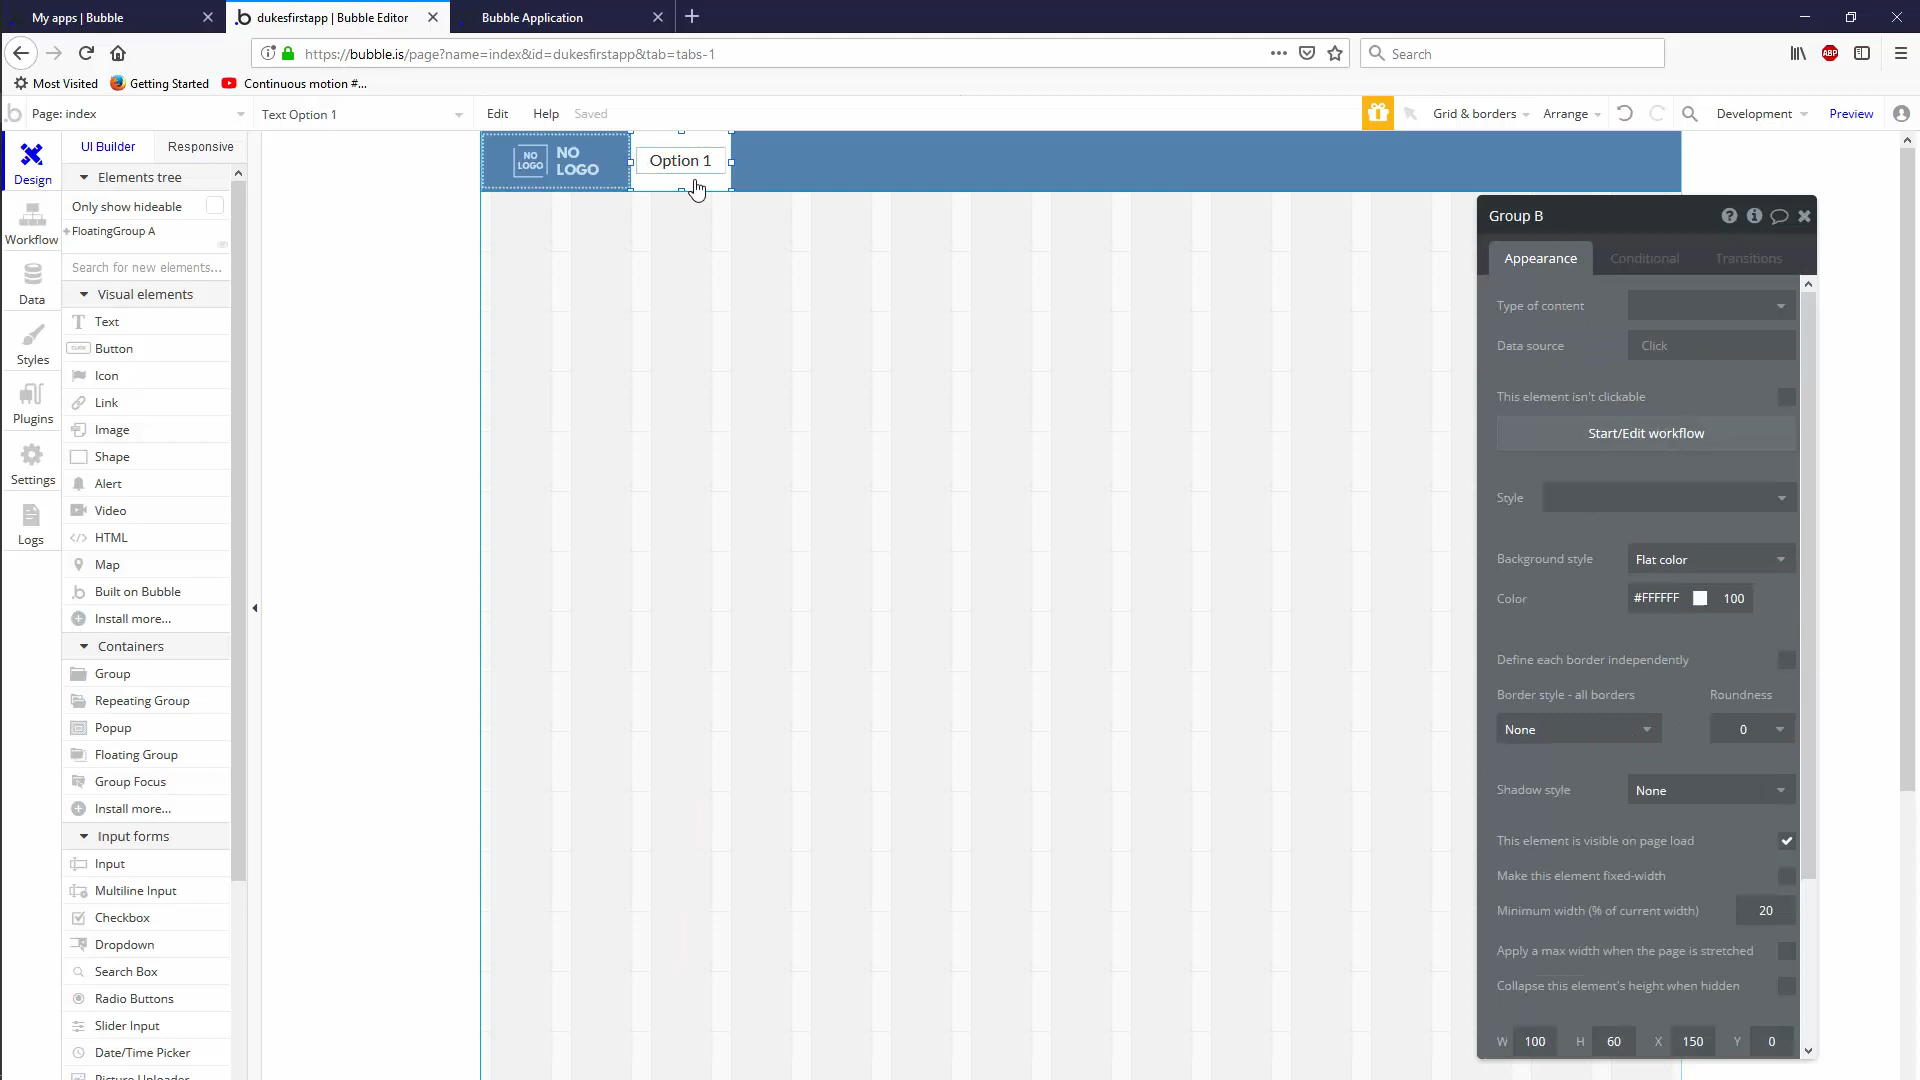 My apps | Bubble
dukesfirstapp | Bubble Editor
Bubble Application
https://bubble.is/page?name=index&id=dukesfirstapp&tab=tabs-1
Search
ABP
Most Visited
Getting Started
Continuous motion #...
Page: index
Text Option 1
Edit
Help
Saved
Grid & borders
Arrange
Development
Preview
Design
Workflow
Data
Styles
Plugins
Settings
Logs
UI Builder
Responsive
Elements tree
Only show hideable
FloatingGroup A
Search for new elements...
Visual elements
Text
Button
Icon
Link
Image
Shape
Alert
Video
HTML
Map
Built on Bubble
Install more...
Containers
Group
Repeating Group
Popup
Floating Group
Group Focus
Install more...
Input forms
Input
Multiline Input
Checkbox
Dropdown
Search Box
Radio Buttons
Slider Input
Date/Time Picker
Picture Uploader
NO
LOGO
NO
LOGO
Option 1
Group B
Appearance
Conditional
Transitions
Type of content
Data source
Click
This element isn't clickable
Start/Edit workflow
Style
Background style
Flat color
Color
#FFFFFF
100
Define each border independently
Border style - all borders
Roundness
None
0
Shadow style
None
This element is visible on page load
Make this element fixed-width
Minimum width (% of current width)
20
Apply a max width when the page is stretched
Collapse this element's height when hidden
W 100 H 60 X 150 Y 0